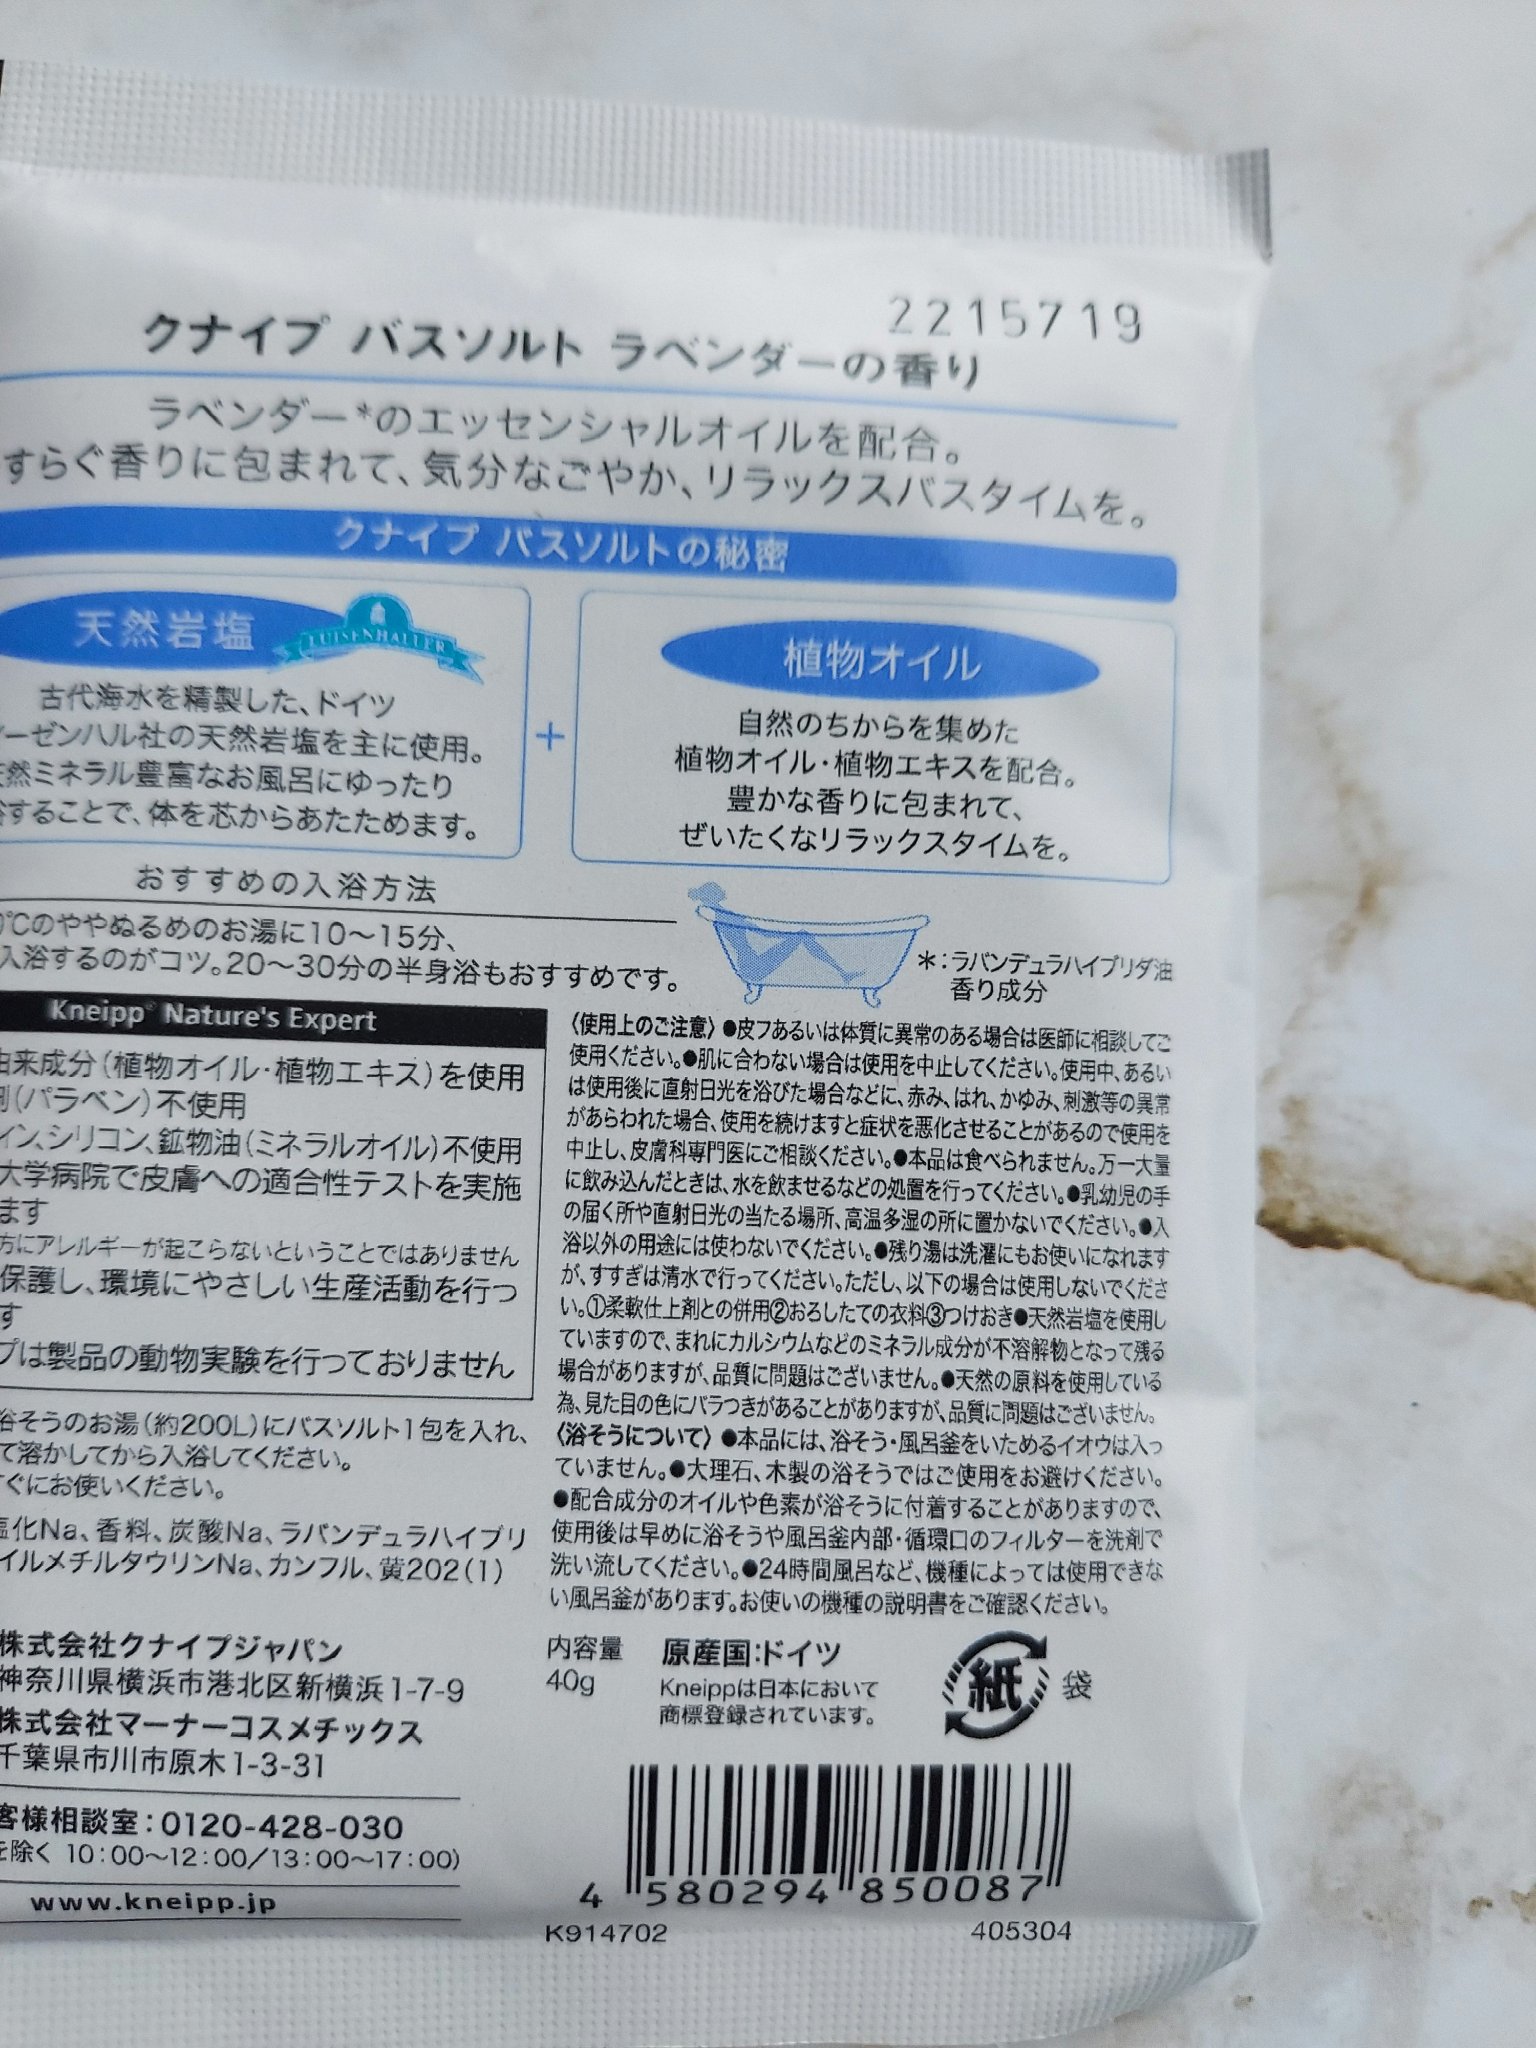 2215719
クナイプ バスソルト ラベンダーの香り
ラベンダー*のエッセンシャルオイルを配合。
すらぐ香りに包まれて、気分なごやか、リラックスバスタイムを。
クナイプ バスソルトの秘密
天然岩塩
LUISENHALLER
古代海水を精製した、ドイツ
ーゼンハル社の天然岩塩を主に使用。
然ミネラル豊富なお風呂にゆったり
することで、体を芯からあたためます。
+
植物オイル
自然のちからを集めた
植物オイル・植物エキスを配合。
豊かな香りに包まれて、
ぜいたくなリラックスタイムを。
おすすめの入浴方法
℃のややぬるめのお湯に10〜15分、
入浴するのがコツ。20〜30分の半身浴もおすすめです。
*:ラバンデュラハイブリダ油
香り成分
Kneipp® Nature's Expert
由来成分(植物オイル・植物エキス)を使用
剤(パラベン)不使用
イン、シリコン、鉱物油(ミネラルオイル)不使用
大学病院で皮膚への適合性テストを実施
ます
方にアレルギーが起こらないということではありません
保護し、環境にやさしい生産活動を行っ
す
プは製品の動物実験を行っておりません
浴そうのお湯(約200L)にバスソルト1包を入れ、
て溶かしてから入浴してください。
ぐにお使いください。
塩化Na、香料、炭酸Na、ラバンデュラハイブリ
イルメチルタウリンNa、カンフル、黄202(1)
株式会社クナイプジャパン
神奈川県横浜市港北区新横浜1-7-9
株式会社マーナーコスメチックス
千葉県市川市原木1-3-31
客様相談室:0120-428-030
を除く 10:00〜12:00/13:00〜17:00)
www.kneipp.jp
〈使用上のご注意〉●皮フあるいは体質に異常のある場合は医師に相談してご
使用ください。●肌に合わない場合は使用を中止してください。使用中、あるい
は使用後に直射日光を浴びた場合などに、赤み、はれ、かゆみ、刺激等の異常
があらわれた場合、使用を続けますと症状を悪化させることがあるので使用を
中止し、皮膚科専門医にご相談ください。●本品は食べられません。万一大量
に飲み込んだときは、水を飲ませるなどの処置を行ってください。●乳幼児の手
の届く所や直射日光の当たる場所、高温多湿の所に置かないでください。●入
浴以外の用途には使わないでください。●残り湯は洗濯にもお使いになれます
が、すすぎは清水で行ってください。ただし、以下の場合は使用しないでくださ
い。①柔軟仕上剤との併用②おろしたての衣料③つけおき●天然岩塩を使用し
ていますので、まれにカルシウムなどのミネラル成分が不溶解物となって残る
場合がありますが、品質に問題はございません。●天然の原料を使用している
為、見た目の色にバラつきがあることがありますが、品質に問題はございません。
〈浴そうについて〉●本品には、浴そう・風呂釜をいためるイオウは入っ
ていません。●大理石、木製の浴そうではご使用をお避けください。
●配合成分のオイルや色素が浴そうに付着することがありますので、
使用後は早めに浴そうや風呂釜内部・循環口のフィルターを洗剤で
洗い流してください。●24時間風呂など、機種によっては使用できな
い風呂釜があります。お使いの機種の説明書をご確認ください。
内容量
40g
原産国:ドイツ
Kneippは日本において
商標登録されています。
紙
袋
4 580294 850087
K914702
405304